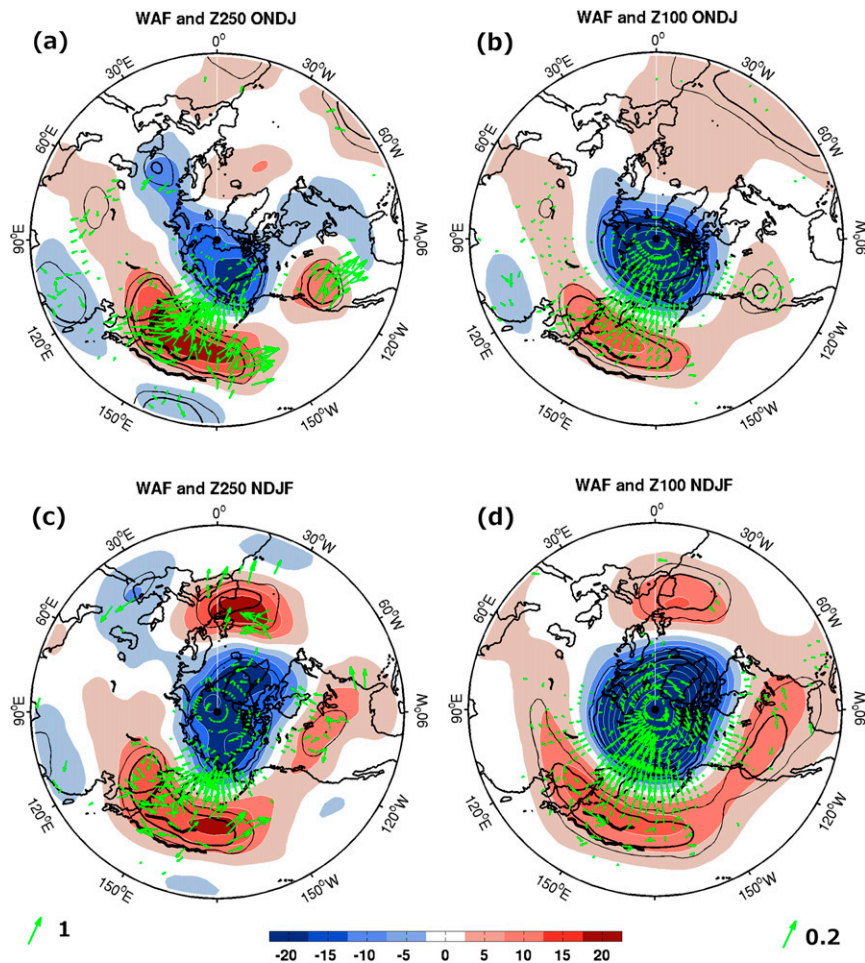 WAF and Z250 ONDJ
WAF and Z100 ONDJ
(a)
(b)
0°
0°
30°E
30°W
30°E
30°W
60°E
60°W
60°E
60°W
90°E
90°W
90°E
90°W
120°E
120°W
120°E
120°W
150°E
150°W
150°E
150°W
WAF and Z250 NDJF
WAF and Z100 NDJF
(c)
(d)
0°
0°
30°E
30°W
30°E
30°W
60°E
60°W
60°E
60°W
90°E
90°W
90°E
90°W
120°E
120°W
120°E
120°W
150°E
150°W
150°E
150°W
1
0.2
-20 -15 -10 -5 0 5 10 15 20